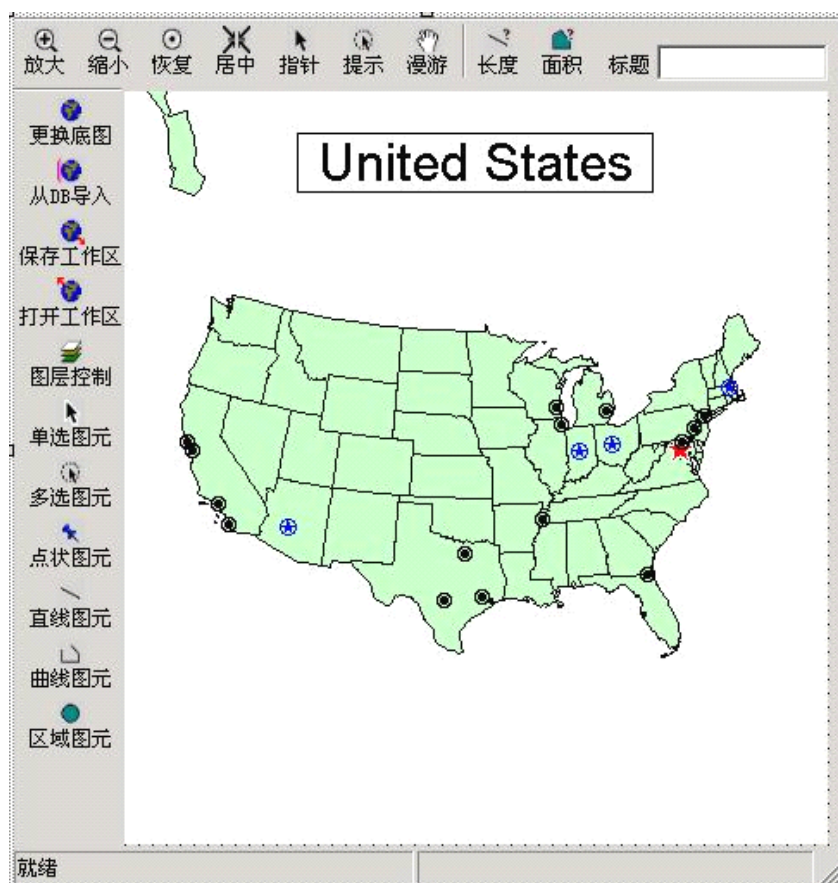 放大 缩小 恢复 居中 指针 提示 漫游 长度 面积 标题
更换底图
从DB导入
保存工作区
打开工作区
图层控制
单选图元
多选图元
点状图元
直线图元
曲线图元
区域图元
United States
就绪